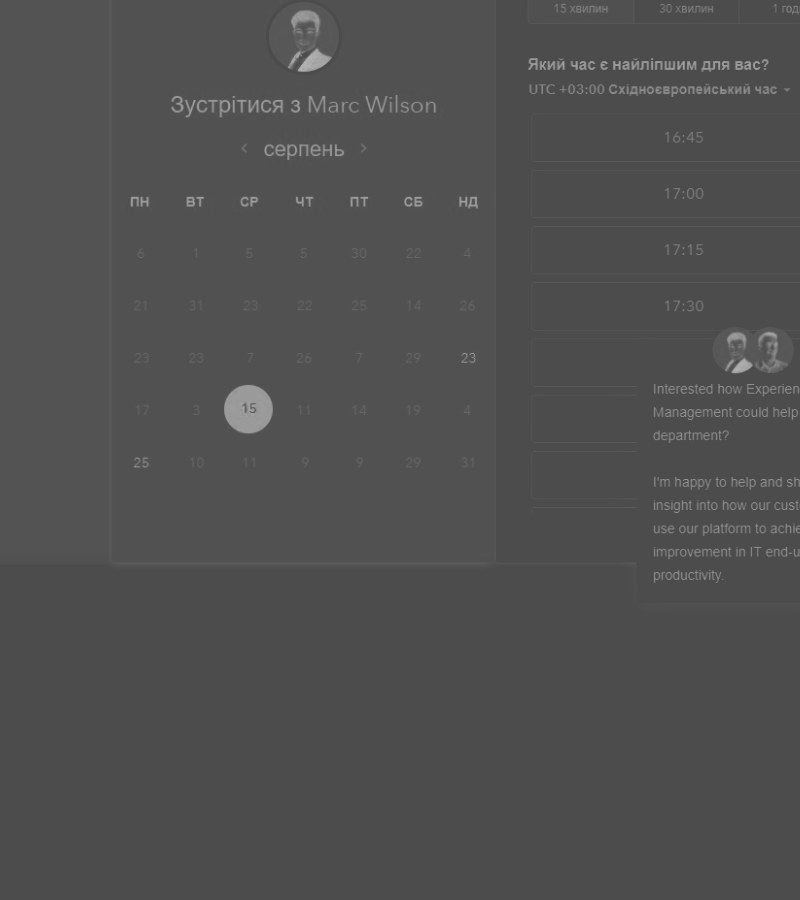 15 хвилин 30 хвилин 1 год
Зустрітися з Marc Wilson
серпень
ПН ВТ СР ЧТ ПТ СБ НД
6 1 5 5 30 22 4
21 31 23 22 25 14 26
23 23 7 26 7 29 23
17 3 15 11 14 19 4
25 10 11 9 9 29 31
Який час є найліпшим для вас?
UTC +03:00 Східноєвропейський час
16:45
17:00
17:15
17:30
Interested how Experien
Management could help
department?
I'm happy to help and sh
insight into how our cust
use our platform to achie
improvement in IT end-u
productivity.